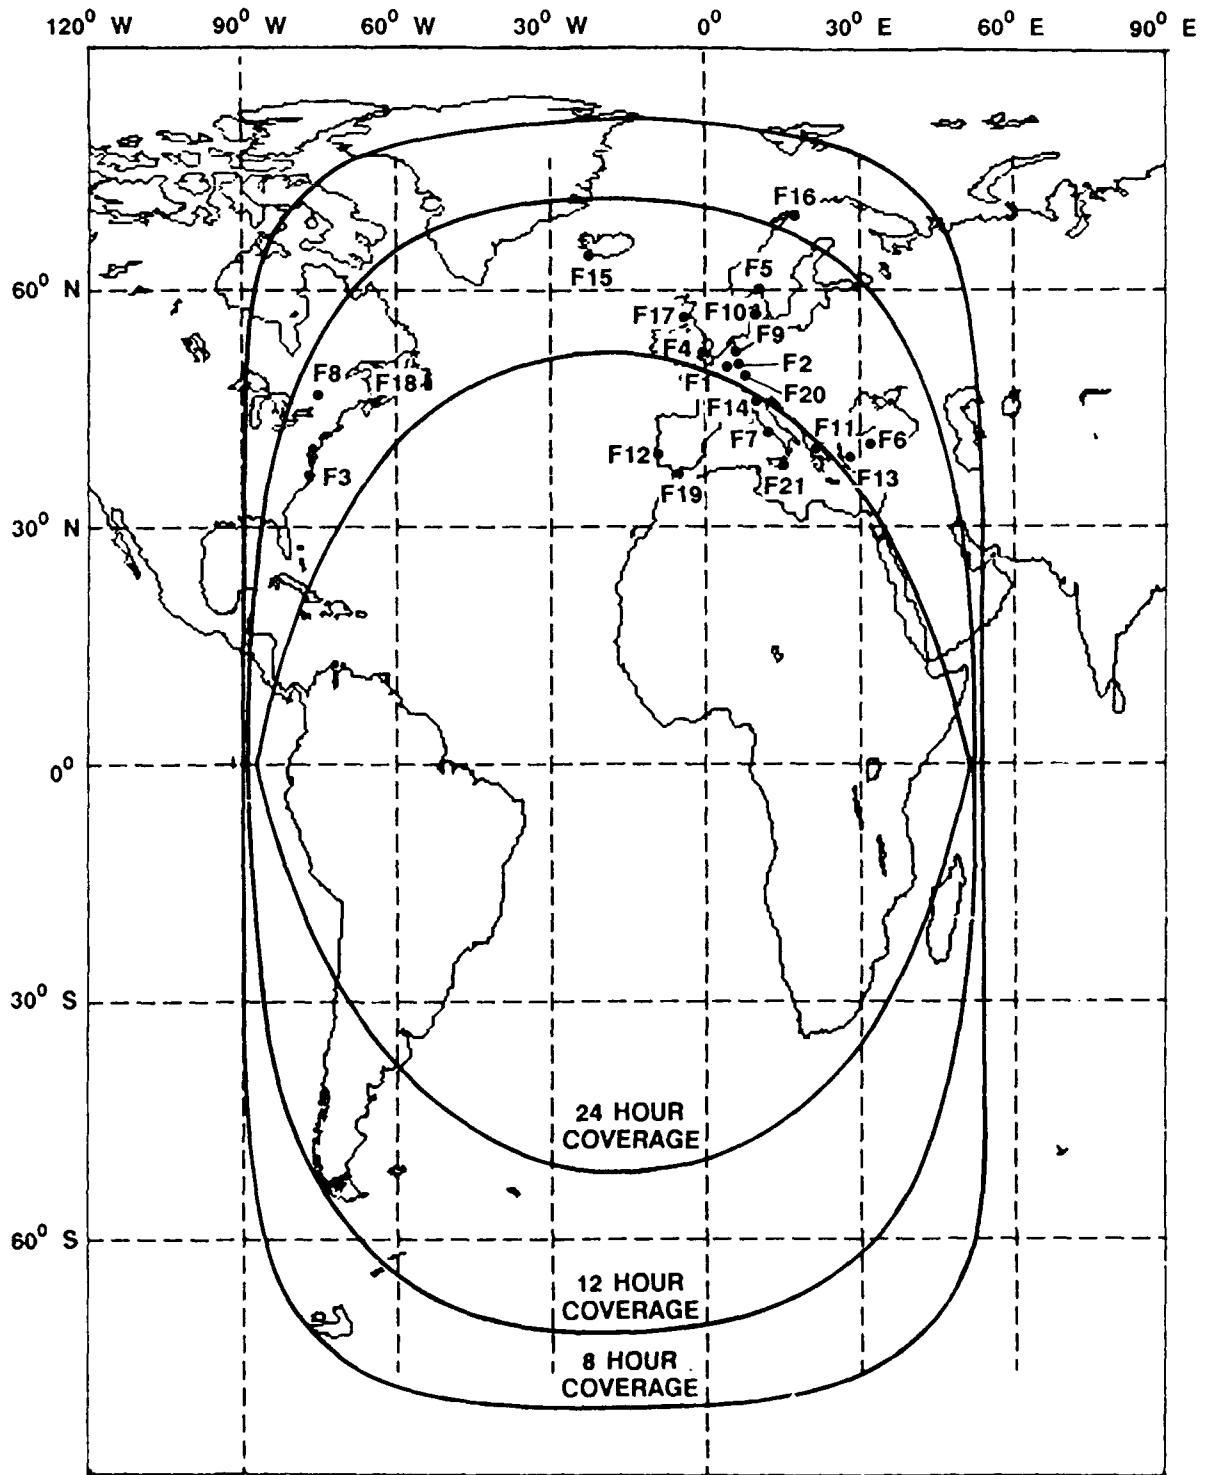 120° W 90° W 60° W 30° W 0° 30° E 60° E 90° E
F16
F5
F15
60° N
F17 F10
F9
F4
F2
F8
F18 F1
F20
F14
F11
F7 F6
F12
F3 F13
F19 F21
30° N
0°
30° S
24 HOUR
COVERAGE
60° S
12 HOUR
COVERAGE
8 HOUR
COVERAGE